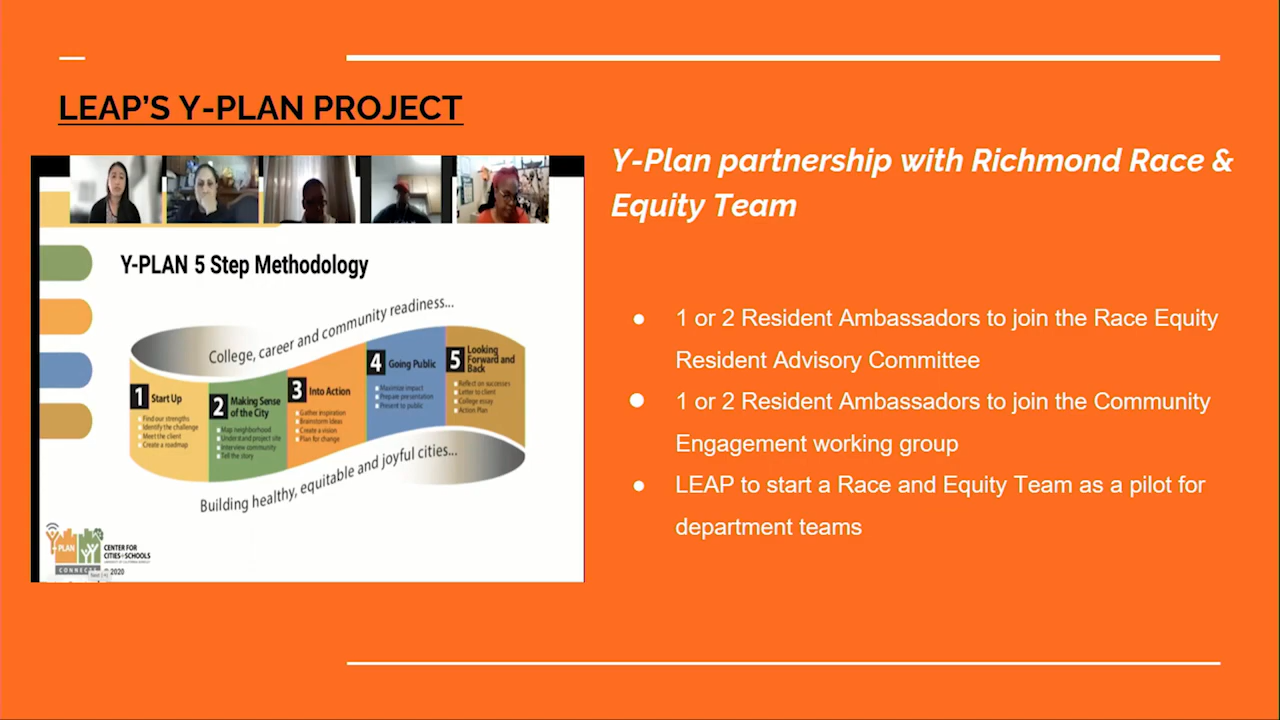 LEAP'S Y-PLAN PROJECT
Y-Plan partnership with Richmond Race &
Equity Team
● 1 or 2 Resident Ambassadors to join the Race Equity
Resident Advisory Committee
● 1 or 2 Resident Ambassadors to join the Community
Engagement working group
● LEAP to start a Race and Equity Team as a pilot for
department teams
Y-PLAN 5 Step Methodology
College, career and community readiness...
1 Start Up
Find our strengths
Identify the challenge
Meet the client
Create a roadmap
2 Making Sense
of the City
Map neighborhood
Understand project site
Interview community
Tell the story
3 Into Action
Gather inspiration
Brainstorm ideas
Create a vision
Plan for change
4 Going Public
Maximize impact
Prepare presentation
Present to public
5 Looking
Forward and
Back
Reflect on successes
Letter to client
College essay
Action Plan
Building healthy, equitable and joyful cities...
PLAN
CONNECTS
CENTER FOR
CITIES+SCHOOLS
2020